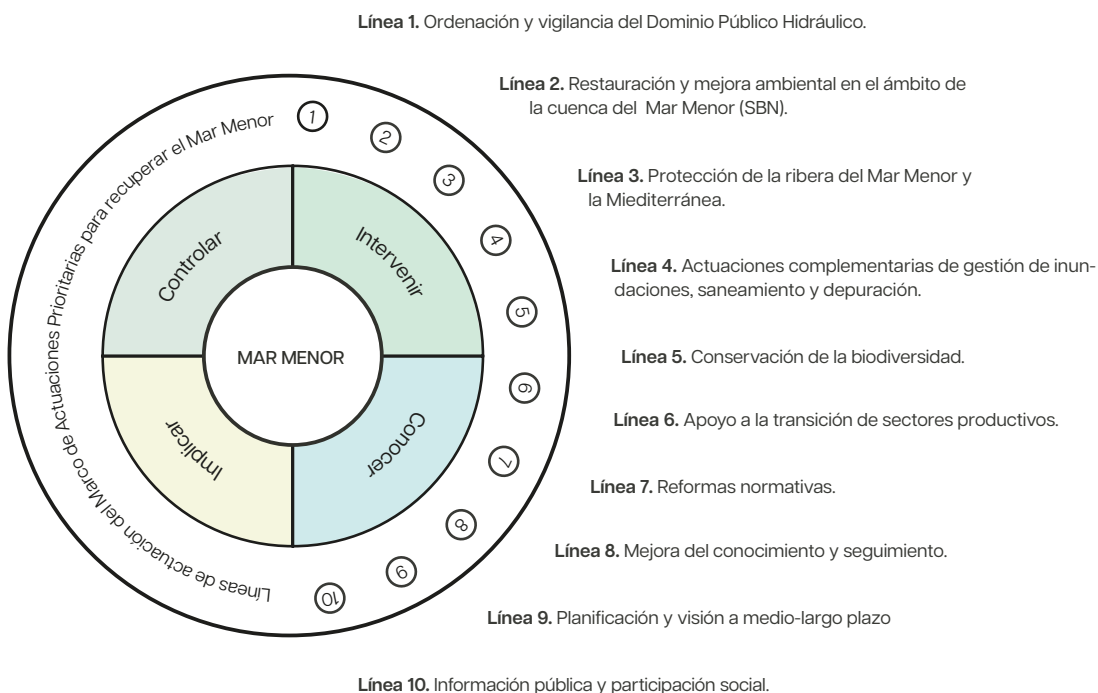 Línea 1. Ordenación y vigilancia del Dominio Público Hidráulico.
Línea 2. Restauración y mejora ambiental en el ámbito de
la cuenca del Mar Menor (SBN).
Línea 3. Protección de la ribera del Mar Menor y
la Miediterránea.
Línea 4. Actuaciones complementarias de gestión de inun-
daciones, saneamiento y depuración.
Línea 5. Conservación de la biodiversidad.
Línea 6. Apoyo a la transición de sectores productivos.
Línea 7. Reformas normativas.
Línea 8. Mejora del conocimiento y seguimiento.
Línea 9. Planificación y visión a medio-largo plazo
Línea 10. Información pública y participación social.
Líneas de actuación del Marco de Actuaciones Prioritarias para recuperar el Mar Menor
1
2
3
4
5
6
7
8
9
10
Controlar
Intervenir
MAR MENOR
Implicar
Conocer